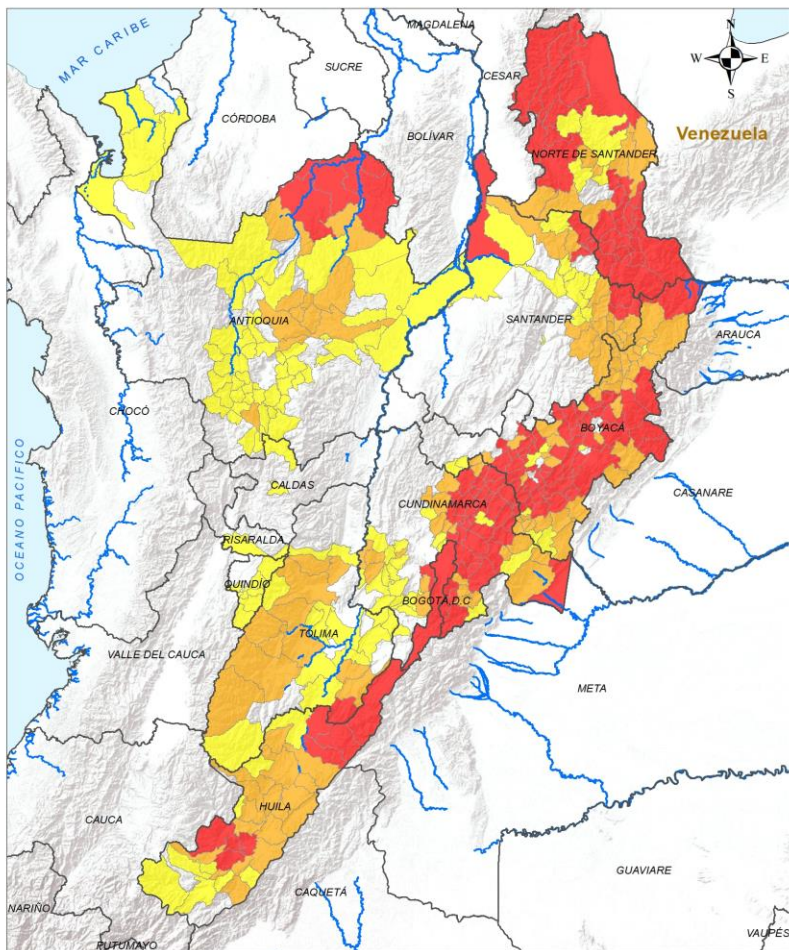 MAGDALENA
N
MAR CARIBE
SUCRE
W E
CESAR
S
CÓRDOBA
BOLÍVAR
Venezuela
NORTE DE SANTANDER
ANTIOQUIA
SANTANDER
ARAUCA
CHOCÓ
BOYACÁ
OCEANO PACIFICO
CALDAS
CUNDINAMARCA
CASANARE
RISARALDA
QUINDÍO
BOGOTÁ, D.C
TOLIMA
VALLE DEL CAUCA
META
HUILA
CAUCA
GUAVIARE
CAQUETÁ
NARIÑO
VAUPÉS
PUTUMAYO